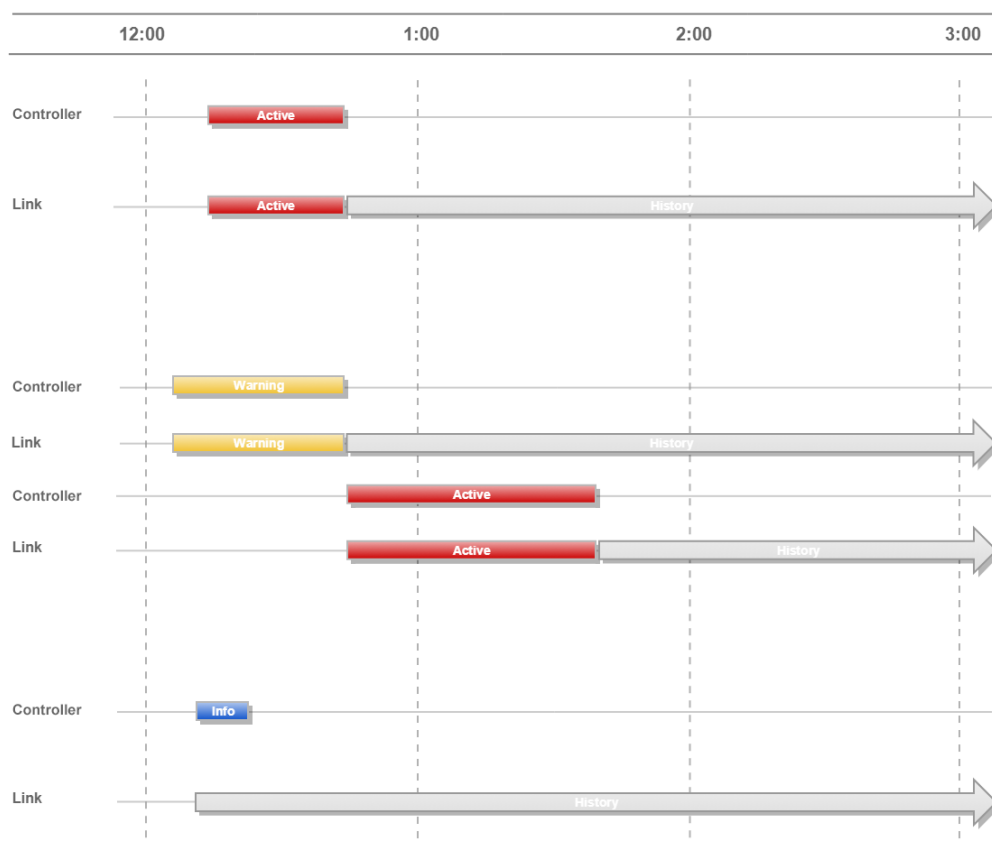 12:00 1:00 2:00 3:00
Controller Active
Link Active History
Controller Warning
Link Warning History
Controller Active
Link Active History
Controller Info
Link History